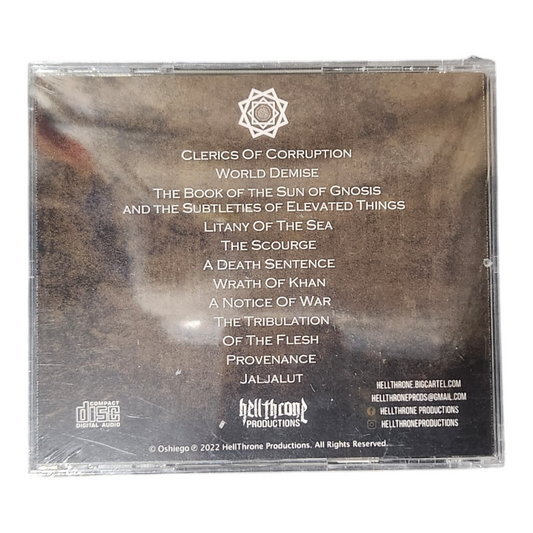 Clerics Of Corruption
World Demise
The Book of the Sun of Gnosis
and the Subtleties of Elevated Things
Litany Of The Sea
The Scourge
A Death Sentence
Wrath Of Khan
A Notice Of War
The Tribulation
Of The Flesh
Provenance
Jaljalut
HELLTHRONE.BIGCARTEL.COM
HELLTHRONEPRODS@GMAIL.COM
HELLTHRONE PRODUCTIONS
HELLTHRONEPRODUCTIONS
COMPACT
disc
DIGITAL AUDIO
hellthrone
PRODUCTIONS
© Oshiego ℗ 2022 HellThrone Productions. All Rights Reserved.